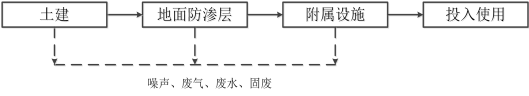 土建
地面防渗层
附属设施
投入使用
噪声、废气、废水、固废